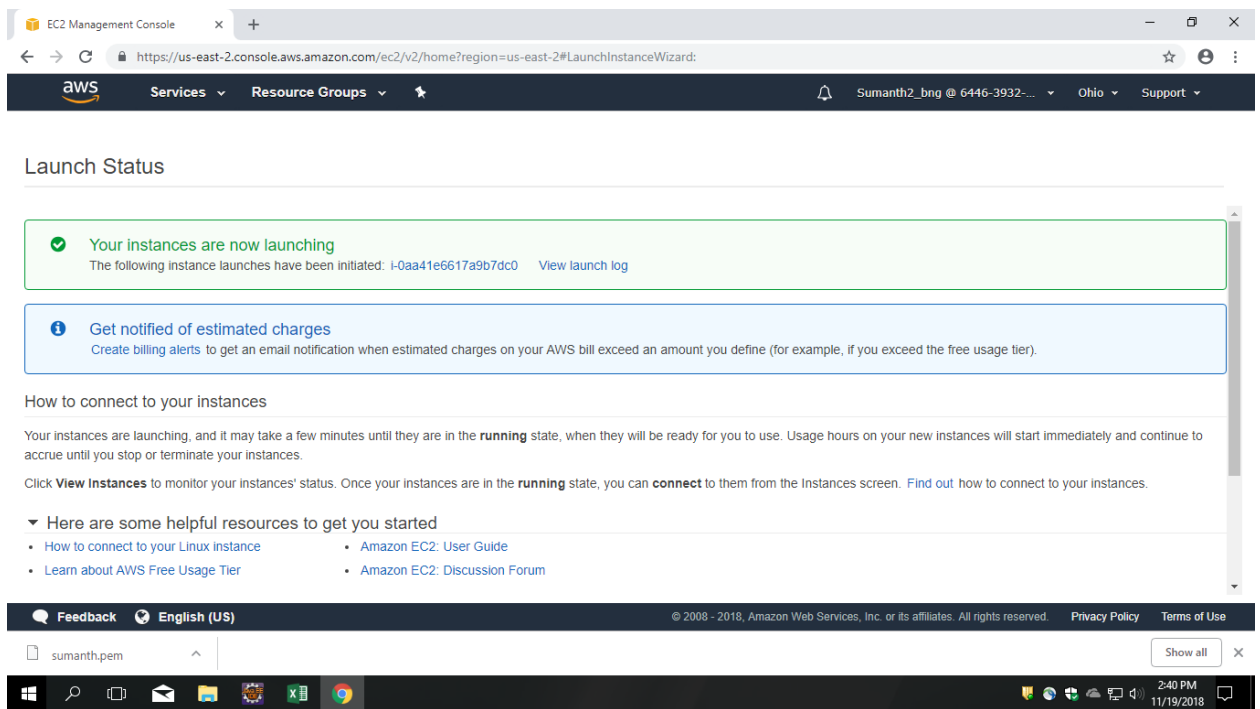 EC2 Management Console
https://us-east-2.console.aws.amazon.com/ec2/v2/home?region=us-east-2#LaunchInstanceWizard:
aws Services Resource Groups Sumanth2_bng @ 6446-3932-... Ohio Support
Launch Status
Your instances are now launching
The following instance launches have been initiated: i-0aa41e6617a9b7dc0 View launch log
Get notified of estimated charges
Create billing alerts to get an email notification when estimated charges on your AWS bill exceed an amount you define (for example, if you exceed the free usage tier).
How to connect to your instances
Your instances are launching, and it may take a few minutes until they are in the running state, when they will be ready for you to use. Usage hours on your new instances will start immediately and continue to
accrue until you stop or terminate your instances.
Click View Instances to monitor your instances' status. Once your instances are in the running state, you can connect to them from the Instances screen. Find out how to connect to your instances.
Here are some helpful resources to get you started
• How to connect to your Linux instance • Amazon EC2: User Guide
• Learn about AWS Free Usage Tier • Amazon EC2: Discussion Forum
Feedback English (US) © 2008 - 2018, Amazon Web Services, Inc. or its affiliates. All rights reserved. Privacy Policy Terms of Use
sumanth.pem Show all
2:40 PM
11/19/2018